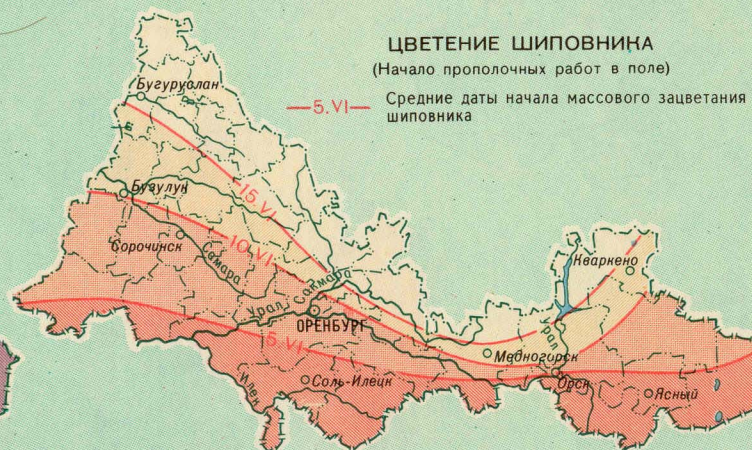 ЦВЕТЕНИЕ ШИПОВНИКА
(Начало прополочных работ в поле)
5.VI Средние даты начала массового зацветания
шиповника
Бугуруслан
15.VI
Бузулук
10.VI
Сорочинск
Самара
Сакмара
Урал
ОРЕНБУРГ
5.VI
Илек
Соль-Илецк
Кваркено
Урал
Медногорск
Орск
Ясный